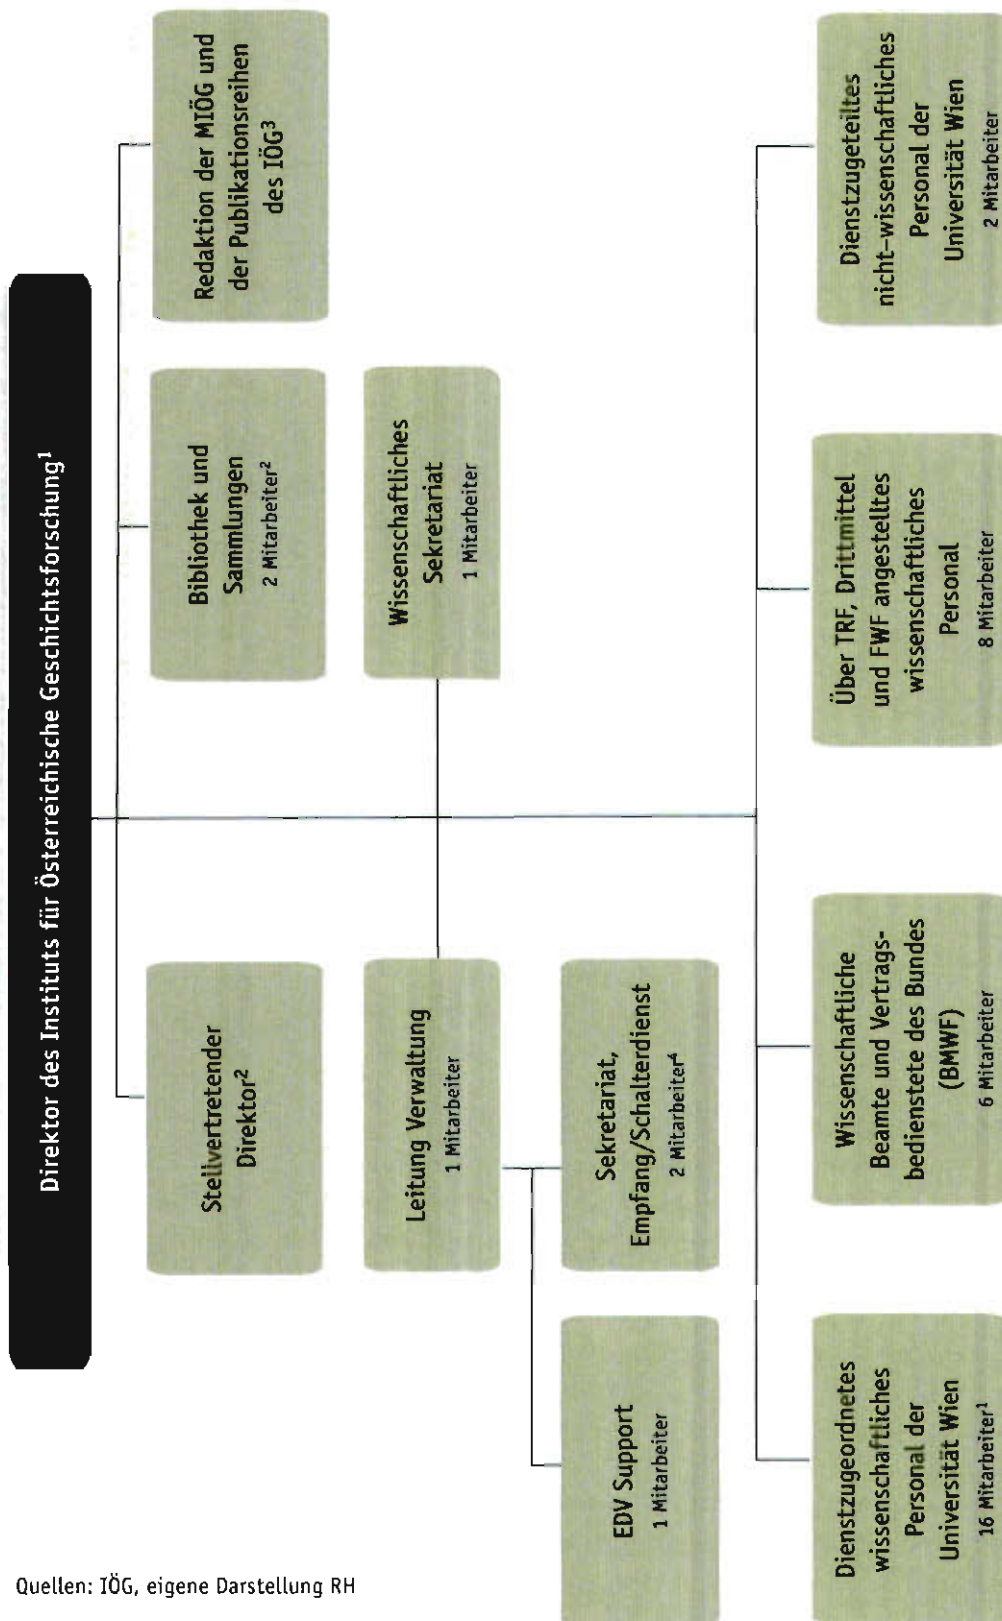 Direktor des Instituts für Österreichische Geschichtsforschung¹
Stellvertretender
Direktor²
Bibliothek und
Sammlungen
2 Mitarbeiter²
Redaktion der MIÖG und
der Publikationsreihen
des IÖG³
Leitung Verwaltung
1 Mitarbeiter
Wissenschaftliches
Sekretariat
1 Mitarbeiter
EDV Support
1 Mitarbeiter
Sekretariat,
Empfang/Schalterdienst
2 Mitarbeiter⁴
Dienstzugeordnetes
wissenschaftliches
Personal der
Universität Wien
16 Mitarbeiter¹
Wissenschaftliche
Beamte und Vertrags-
bedienstete des Bundes
(BMWF)
6 Mitarbeiter
Über TRF, Drittmittel
und FWF angestelltes
wissenschaftliches
Personal
8 Mitarbeiter
Dienstzugeteiltes
nicht-wissenschaftliches
Personal der
Universität Wien
2 Mitarbeiter
Quellen: IÖG, eigene Darstellung RH